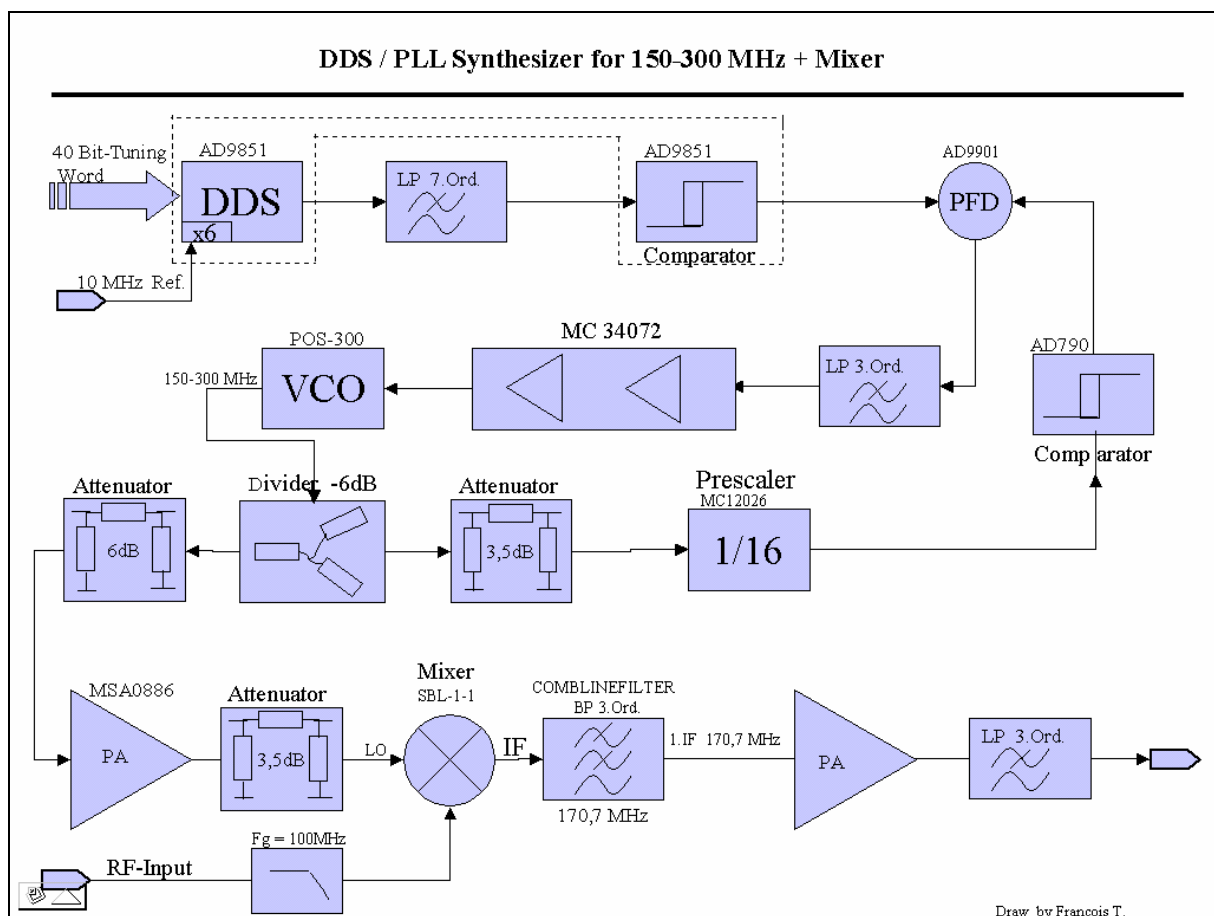 DDS / PLL Synthesizer for 150-300 MHz + Mixer
40 Bit-Tuning
Word
AD9851
DDS
x6
10 MHz Ref.
LP 7.Ord.
AD9851
Comparator
AD9901
PFD
POS-300
VCO
150-300 MHz
MC 34072
LP 3.Ord.
AD790
Comparator
Attenuator
6dB
Divider -6dB
Attenuator
3,5dB
Prescaler
MC12026
1/16
MSA0886
PA
Attenuator
3,5dB
LO
Mixer
SBL-1-1
IF
COMBLINEFILTER
BP 3.Ord.
170,7 MHz
1.IF 170,7 MHz
PA
LP 3.Ord.
RF-Input
Fg = 100MHz
Draw by Francois T.